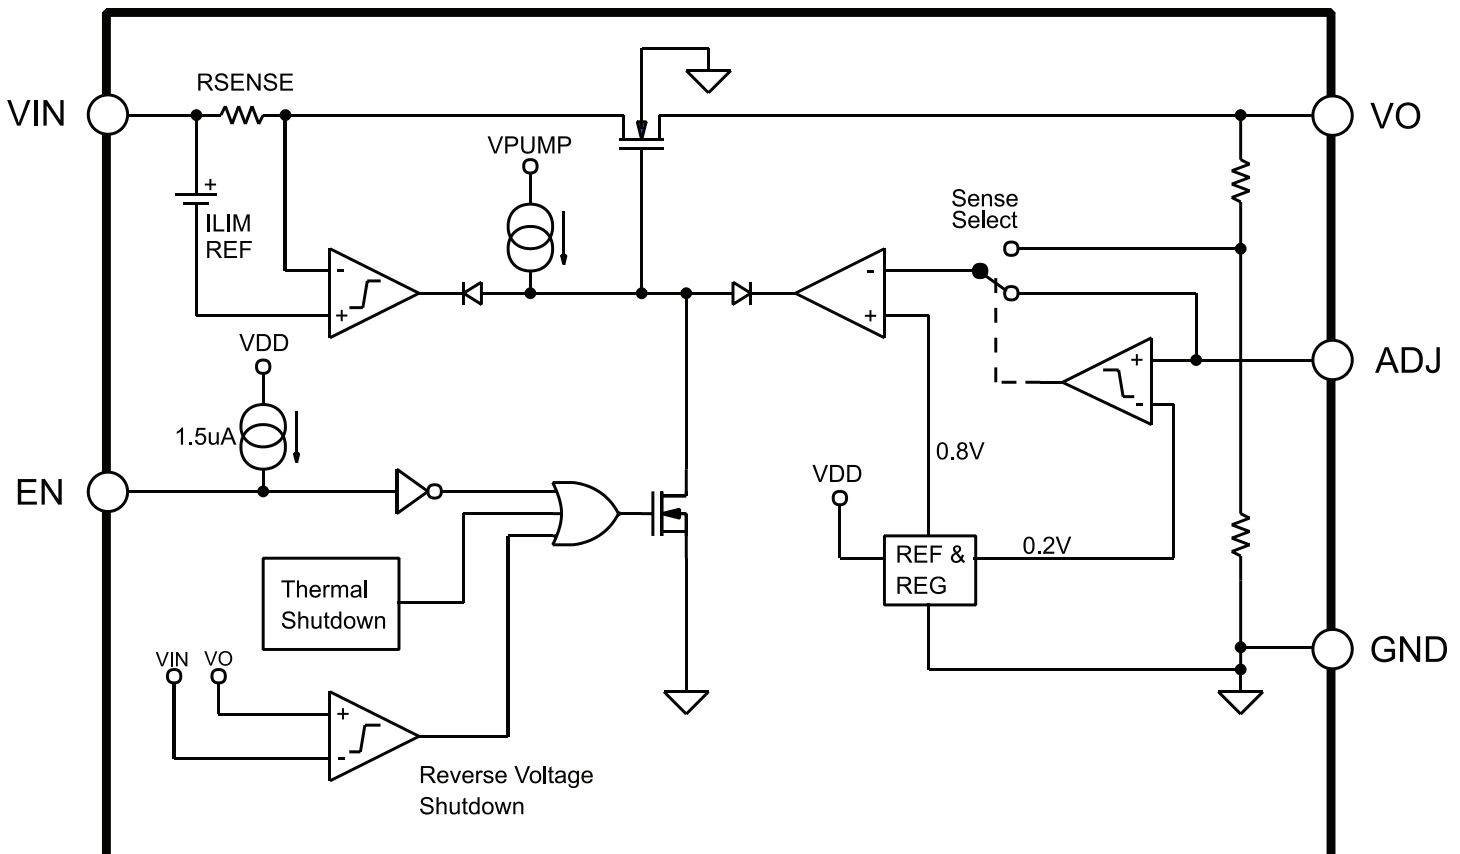 RSENSE
VIN
VO
VPUMP
+
ILIM
REF
Sense
Select
-
+
-
+
VDD
1.5uA
+
-
ADJ
0.8V
EN
VDD
0.2V
REF &
REG
Thermal
Shutdown
GND
VIN
VO
+
-
Reverse Voltage
Shutdown